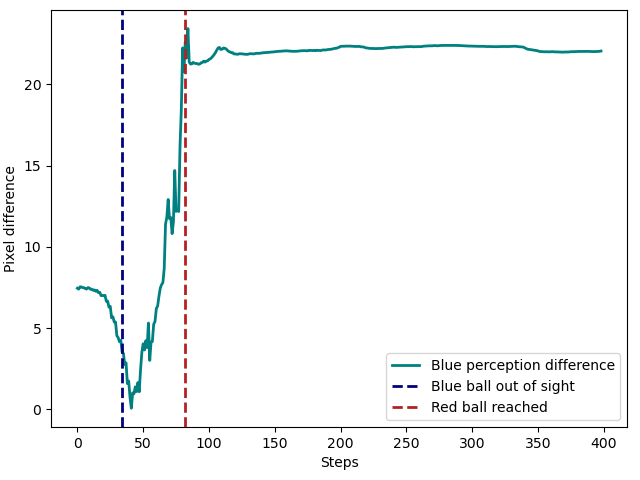 Pixel difference
20
15
10
5
0
0 50 100 150 200 250 300 350 400
Steps
Blue perception difference
Blue ball out of sight
Red ball reached